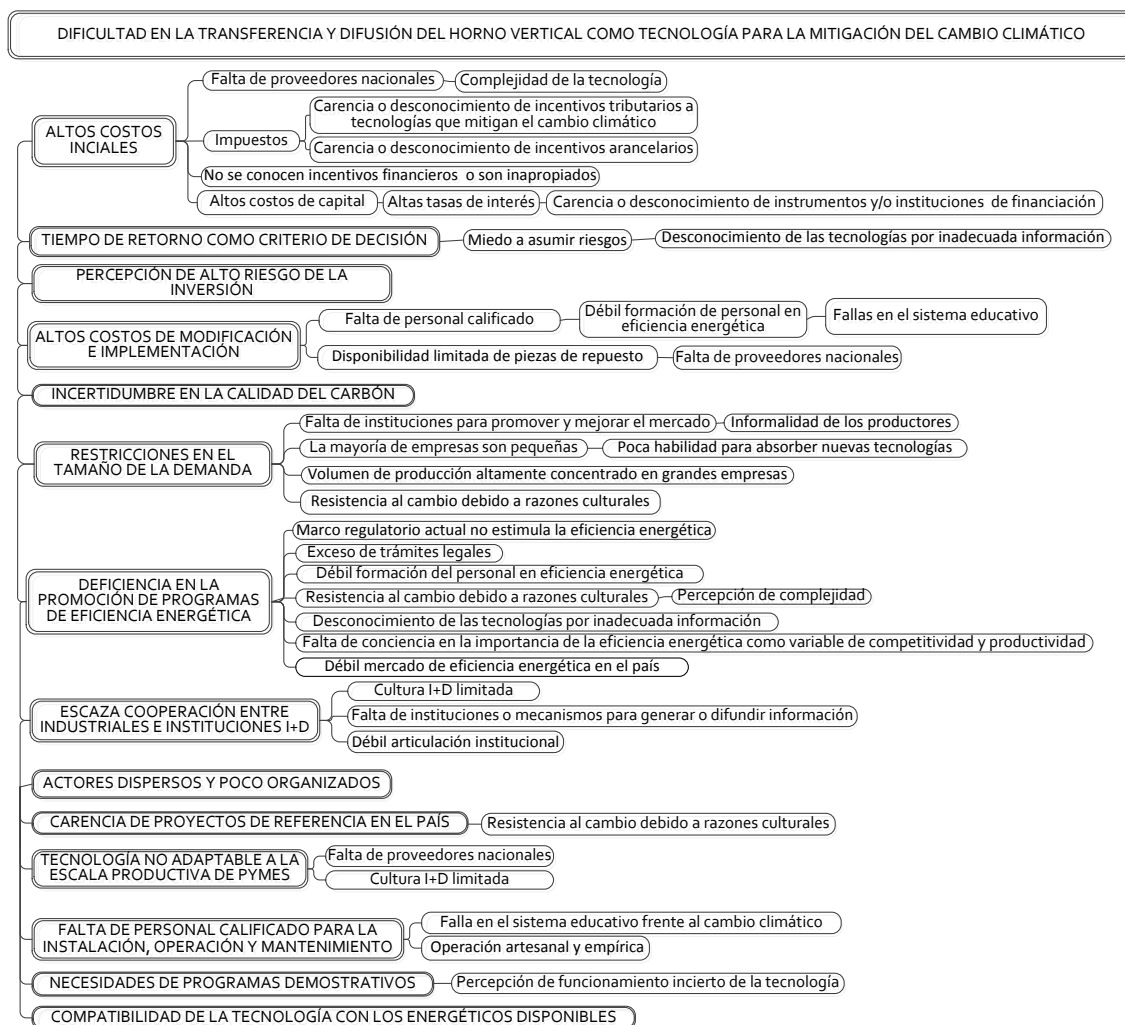 DIFICULTAD EN LA TRANSFERENCIA Y DIFUSIÓN DEL HORNO VERTICAL COMO TECNOLOGÍA PARA LA MITIGACIÓN DEL CAMBIO CLIMÁTICO
ALTOS COSTOS
INCIALES
Falta de proveedores nacionales
Complejidad de la tecnología
Impuestos
Carencia o desconocimiento de incentivos tributarios a
tecnologías que mitigan el cambio climático
Carencia o desconocimiento de incentivos arancelarios
No se conocen incentivos financieros o son inapropiados
Altos costos de capital
Altas tasas de interés
Carencia o desconocimiento de instrumentos y/o instituciones de financiación
TIEMPO DE RETORNO COMO CRITERIO DE DECISIÓN
Miedo a asumir riesgos
Desconocimiento de las tecnologías por inadecuada información
PERCEPCIÓN DE ALTO RIESGO DE LA
INVERSIÓN
ALTOS COSTOS DE MODIFICACIÓN
E IMPLEMENTACIÓN
Falta de personal calificado
Débil formación de personal en
eficiencia energética
Fallas en el sistema educativo
Disponibilidad limitada de piezas de repuesto
Falta de proveedores nacionales
INCERTIDUMBRE EN LA CALIDAD DEL CARBÓN
RESTRICCIONES EN EL
TAMAÑO DE LA DEMANDA
Falta de instituciones para promover y mejorar el mercado
Informalidad de los productores
La mayoría de empresas son pequeñas
Poca habilidad para absorber nuevas tecnologías
Volumen de producción altamente concentrado en grandes empresas
Resistencia al cambio debido a razones culturales
DEFICIENCIA EN LA
PROMOCIÓN DE PROGRAMAS
DE EFICIENCIA ENERGÉTICA
Marco regulatorio actual no estimula la eficiencia energética
Exceso de trámites legales
Débil formación del personal en eficiencia energética
Resistencia al cambio debido a razones culturales
Percepción de complejidad
Desconocimiento de las tecnologías por inadecuada información
Falta de conciencia en la importancia de la eficiencia energética como variable de competitividad y productividad
Débil mercado de eficiencia energética en el país
ESCAZA COOPERACIÓN ENTRE
INDUSTRIALES E INSTITUCIONES I+D
Cultura I+D limitada
Falta de instituciones o mecanismos para generar o difundir información
Débil articulación institucional
ACTORES DISPERSOS Y POCO ORGANIZADOS
CARENCIA DE PROYECTOS DE REFERENCIA EN EL PAÍS
Resistencia al cambio debido a razones culturales
TECNOLOGÍA NO ADAPTABLE A LA
ESCALA PRODUCTIVA DE PYMES
Falta de proveedores nacionales
Cultura I+D limitada
FALTA DE PERSONAL CALIFICADO PARA LA
INSTALACIÓN, OPERACIÓN Y MANTENIMIENTO
Falla en el sistema educativo frente al cambio climático
Operación artesanal y empírica
NECESIDADES DE PROGRAMAS DEMOSTRATIVOS
Percepción de funcionamiento incierto de la tecnología
COMPATIBILIDAD DE LA TECNOLOGÍA CON LOS ENERGÉTICOS DISPONIBLES